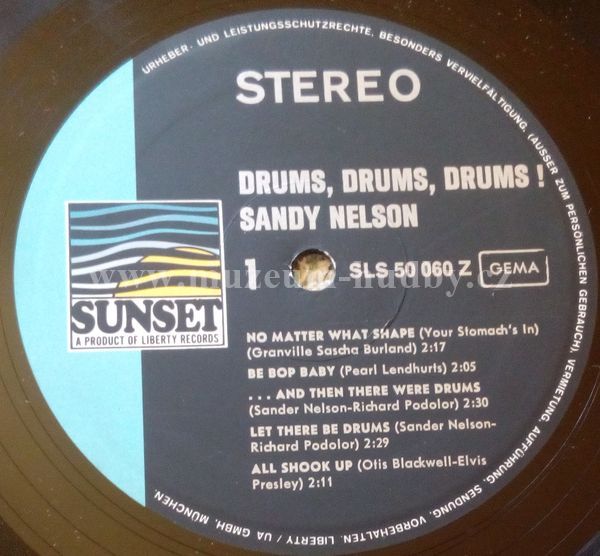 URHEBER- UND LEISTUNGSSCHUTZRECHTE, BESONDERS VERVIELFÄLTIGUNG, (AUSSER ZUM PERSÖNLICHEN GEBRAUCH), VERMIETUNG, AUFFÜHRUNG, SENDUNG, VORBEHALTEN. LIBERTY / UA GMBH, MÜNCHEN.
STEREO
DRUMS, DRUMS, DRUMS !
SANDY NELSON
1 SLS 50 060 Z GEMA
www.muzeum-hudby.cz
SUNSET
A PRODUCT OF LIBERTY RECORDS
NO MATTER WHAT SHAPE (Your Stomach's In)
(Granville Sascha Burland) 2:17
BE BOP BABY (Pearl Lendhurts) 2:05
. . . AND THEN THERE WERE DRUMS
(Sander Nelson-Richard Podolor) 2:30
LET THERE BE DRUMS (Sander Nelson-
Richard Podolor) 2:29
ALL SHOOK UP (Otis Blackwell-Elvis
Presley) 2:11